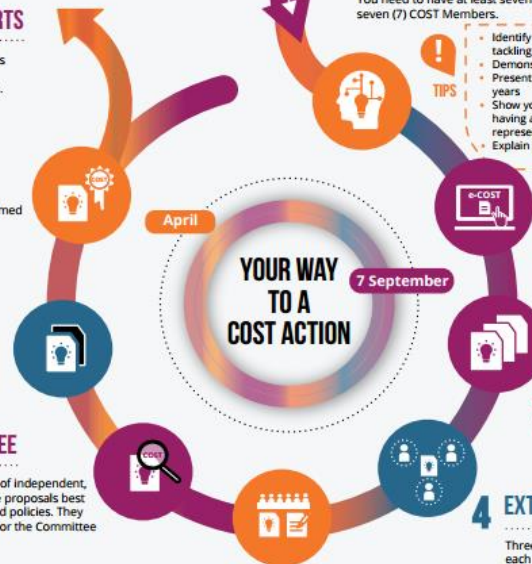 RTS
s
.
med
You need to have at least seven
seven (7) COST Members.
!
TIPS
• Identify
tackling
• Demons
• Present
years
• Show yo
having a
represe
• Explain
COST
e-COST
April
7 September
YOUR WAY
TO A
COST ACTION
EE
of independent,
e proposals best
d policies. They
or the Committee
COST
4 EXT
Three
each